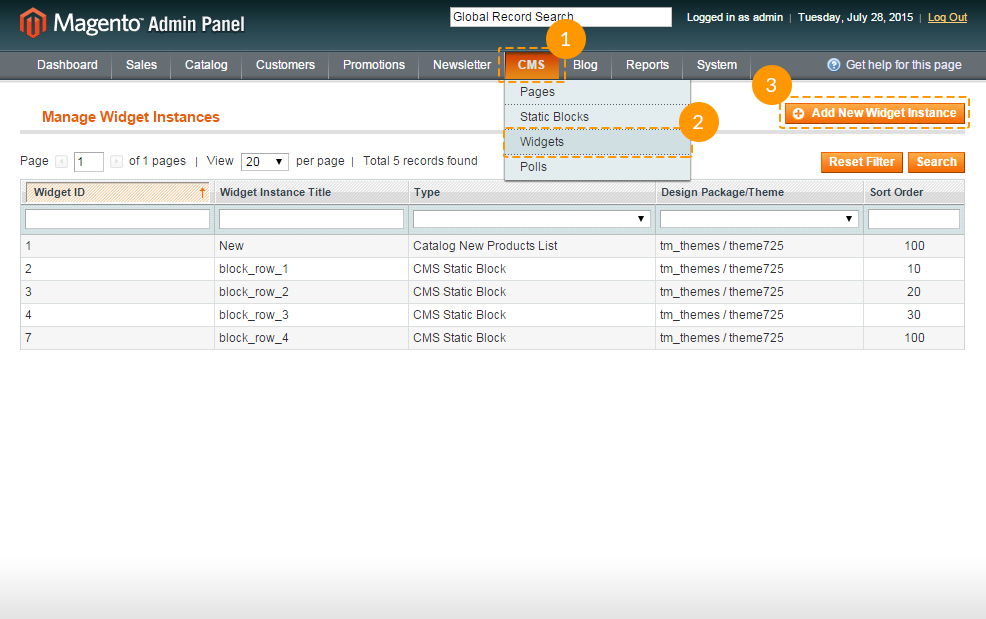 Magento™ Admin Panel
Global Record Search
Logged in as admin | Tuesday, July 28, 2015 | Log Out
1
Dashboard Sales Catalog Customers Promotions Newsletter CMS Blog Reports System Get help for this page
Pages
Static Blocks
Widgets
Polls
2
3
Manage Widget Instances
Add New Widget Instance
Page 1 of 1 pages | View 20 per page | Total 5 records found
Reset Filter Search
Widget ID Widget Instance Title Type Design Package/Theme Sort Order
1 New Catalog New Products List tm_themes / theme725 100
2 block_row_1 CMS Static Block tm_themes / theme725 10
3 block_row_2 CMS Static Block tm_themes / theme725 20
4 block_row_3 CMS Static Block tm_themes / theme725 30
7 block_row_4 CMS Static Block tm_themes / theme725 100